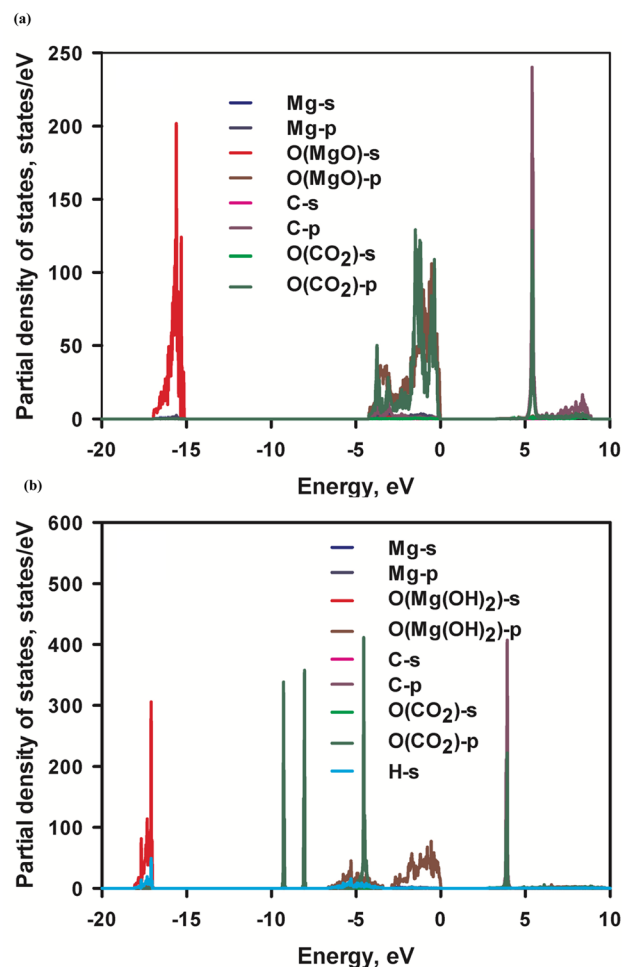 (a)
Partial density of states, states/eV
250
200
150
100
50
0
Mg-s
Mg-p
O(MgO)-s
O(MgO)-p
C-s
C-p
O(CO2)-s
O(CO2)-p
-20 -15 -10 -5 0 5 10
Energy, eV
(b)
Partial density of states, states/eV
600
500
400
300
200
100
0
Mg-s
Mg-p
O(Mg(OH)2)-s
O(Mg(OH)2)-p
C-s
C-p
O(CO2)-s
O(CO2)-p
H-s
-20 -15 -10 -5 0 5 10
Energy, eV